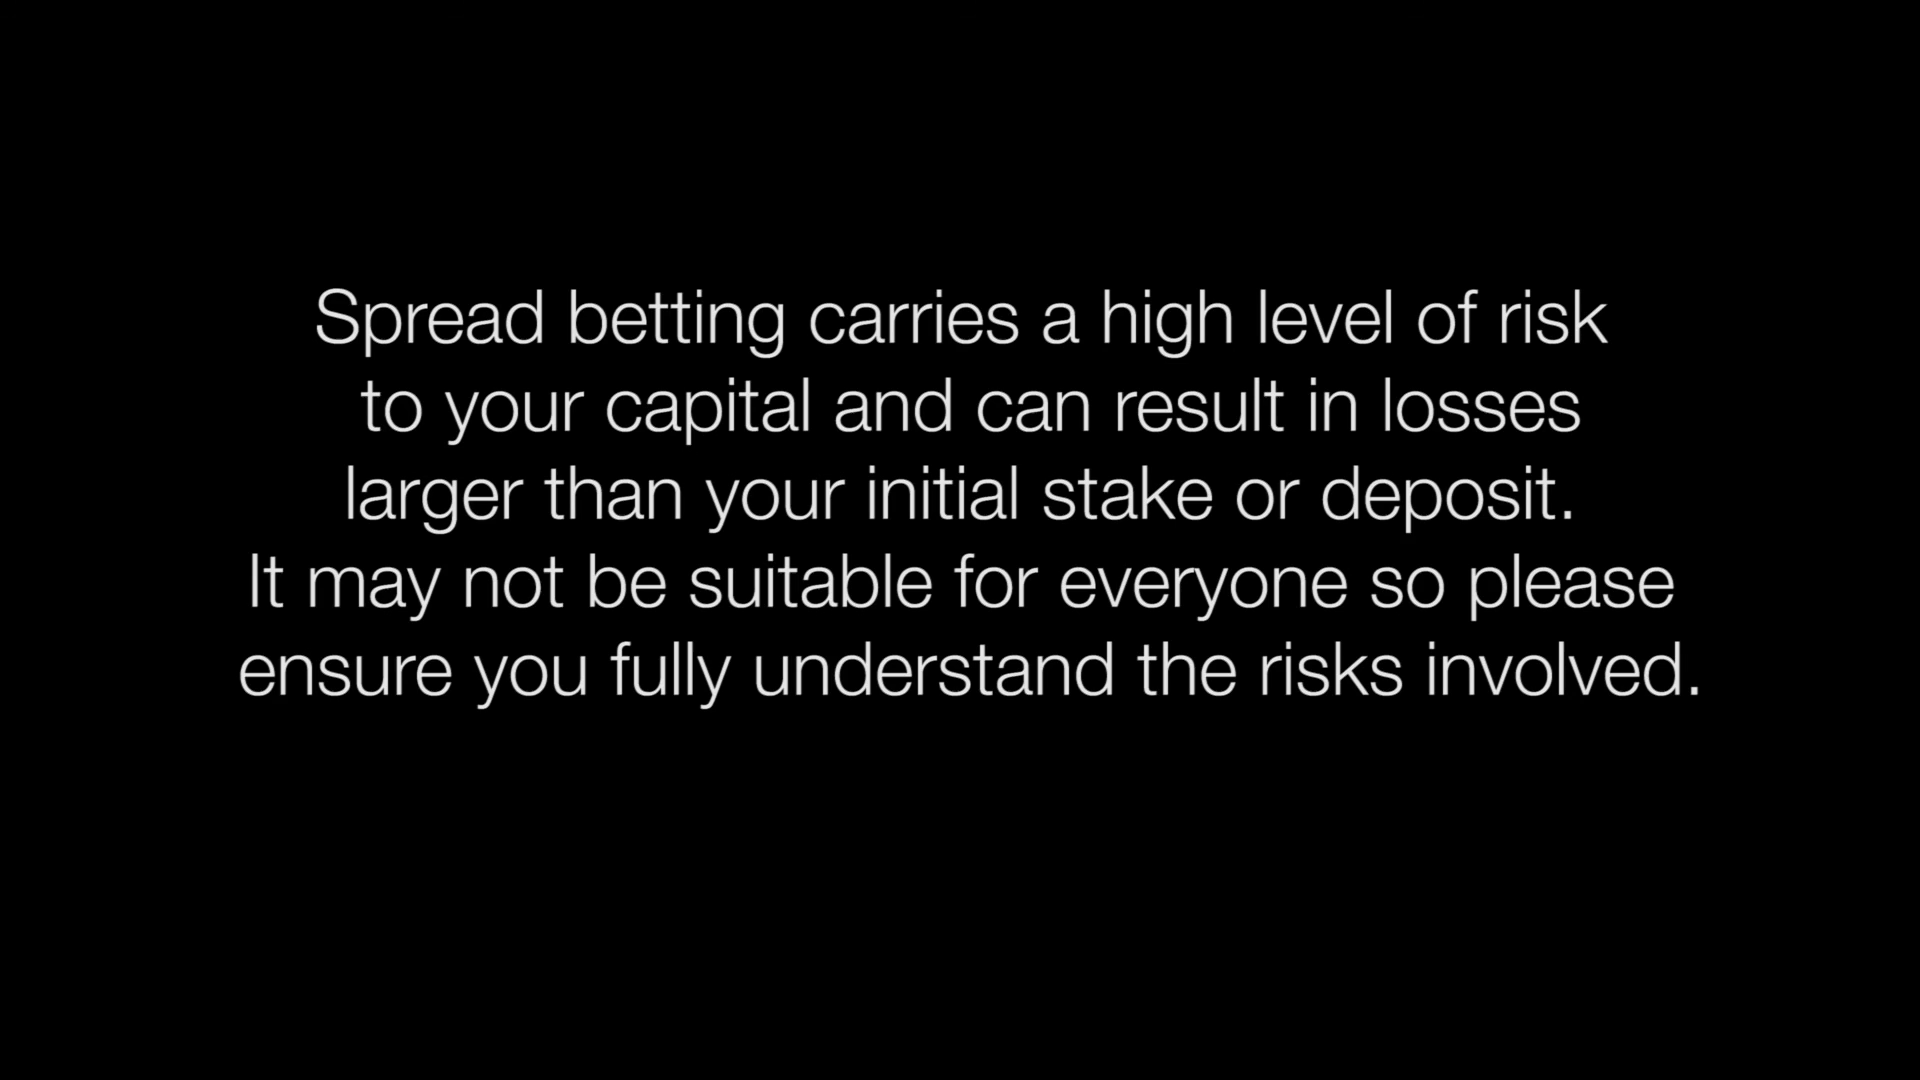 Spread betting carries a high level of risk
to your capital and can result in losses
larger than your initial stake or deposit.
It may not be suitable for everyone so please
ensure you fully understand the risks involved.